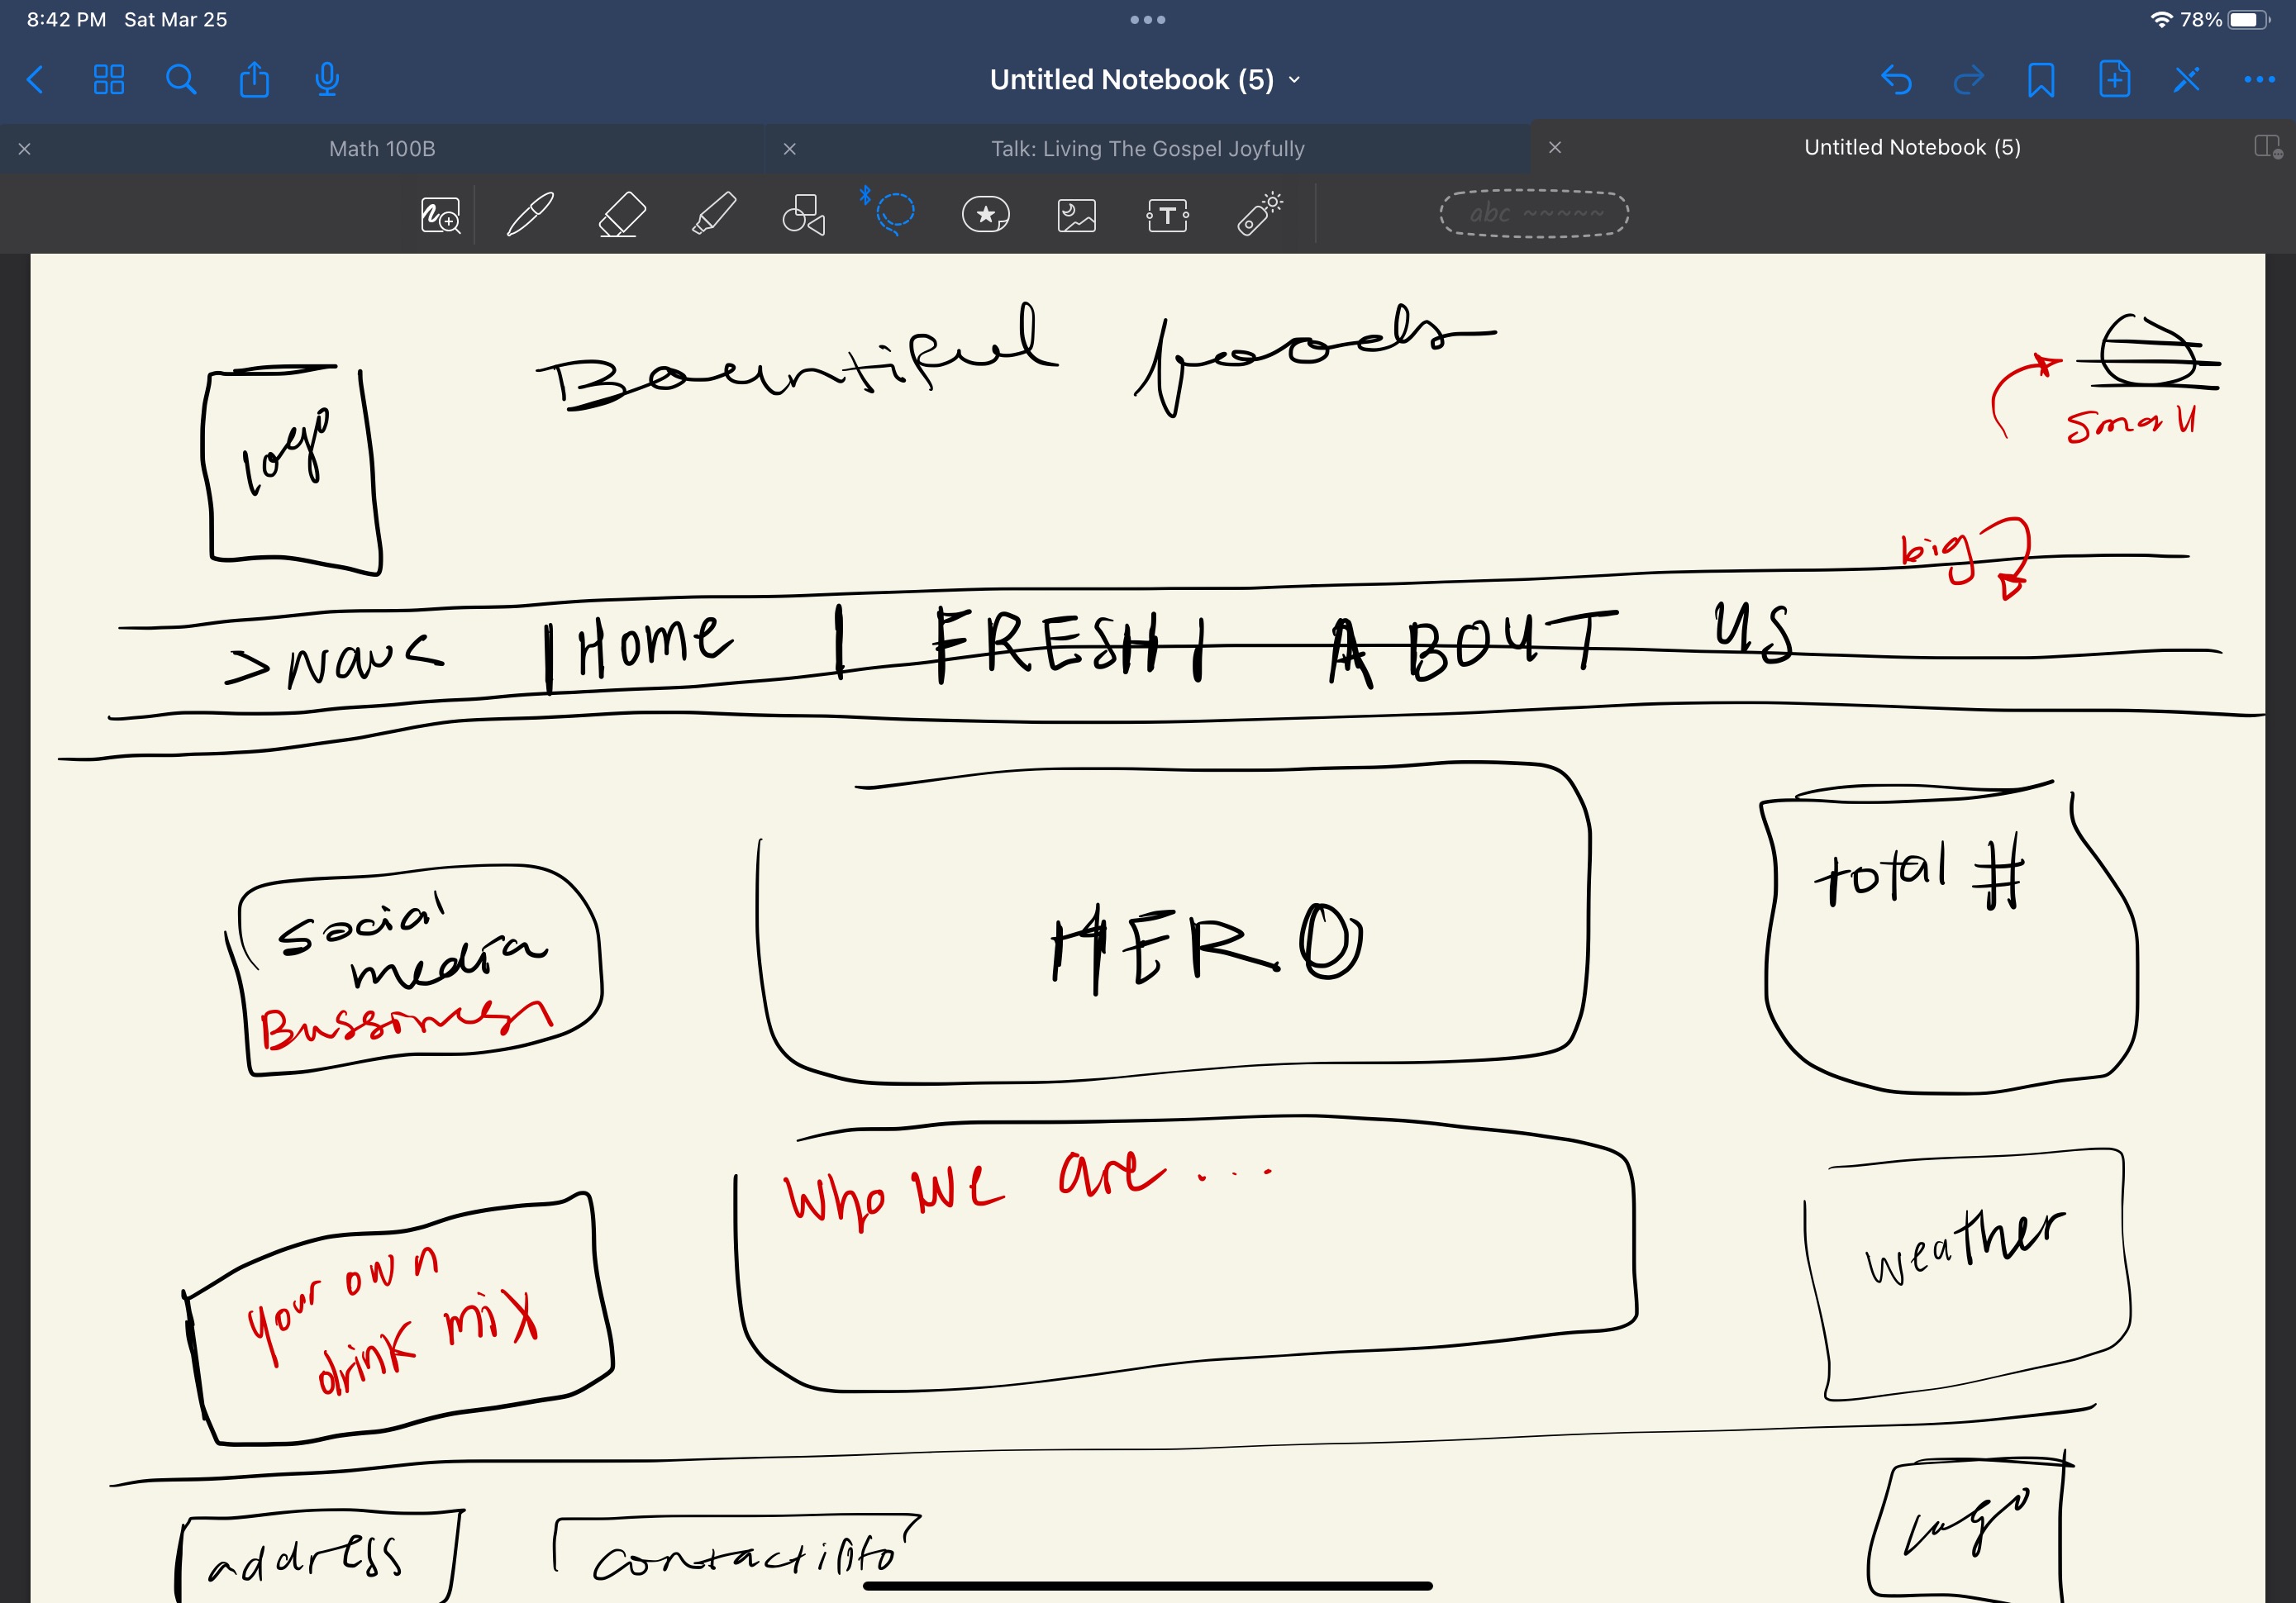 8:42 PM Sat Mar 25
78%
Untitled Notebook (5)
Math 100B
Talk: Living The Gospel Joyfully
Untitled Notebook (5)
abc ~~~~~
Bountiful foods
logo
small
big
>Nav< | Home | FRESH | ABOUT US
Social
media
HERO
total #
who we are ...
your own
drink mix
weather
address
contact info
logo